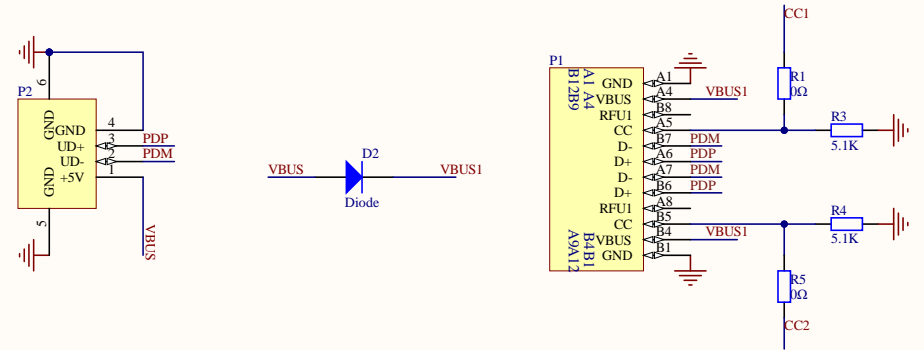 P2
6
GND
GND
4
UD+
3
PDP
UD-
2
PDM
+5V
1
GND
5
VBUS
VBUS
D2
VBUS1
Diode
P1
A1 A4
B12B9
GND
A1
VBUS
A4
VBUS1
RFU1
B8
CC
A5
D-
B7
PDM
D+
A6
PDP
D-
A7
PDM
D+
B6
PDP
RFU1
A8
CC
B5
VBUS
B4
VBUS1
GND
B1
B4B1
A9A12
CC1
R1
0Ω
R3
5.1K
R4
5.1K
R5
0Ω
CC2